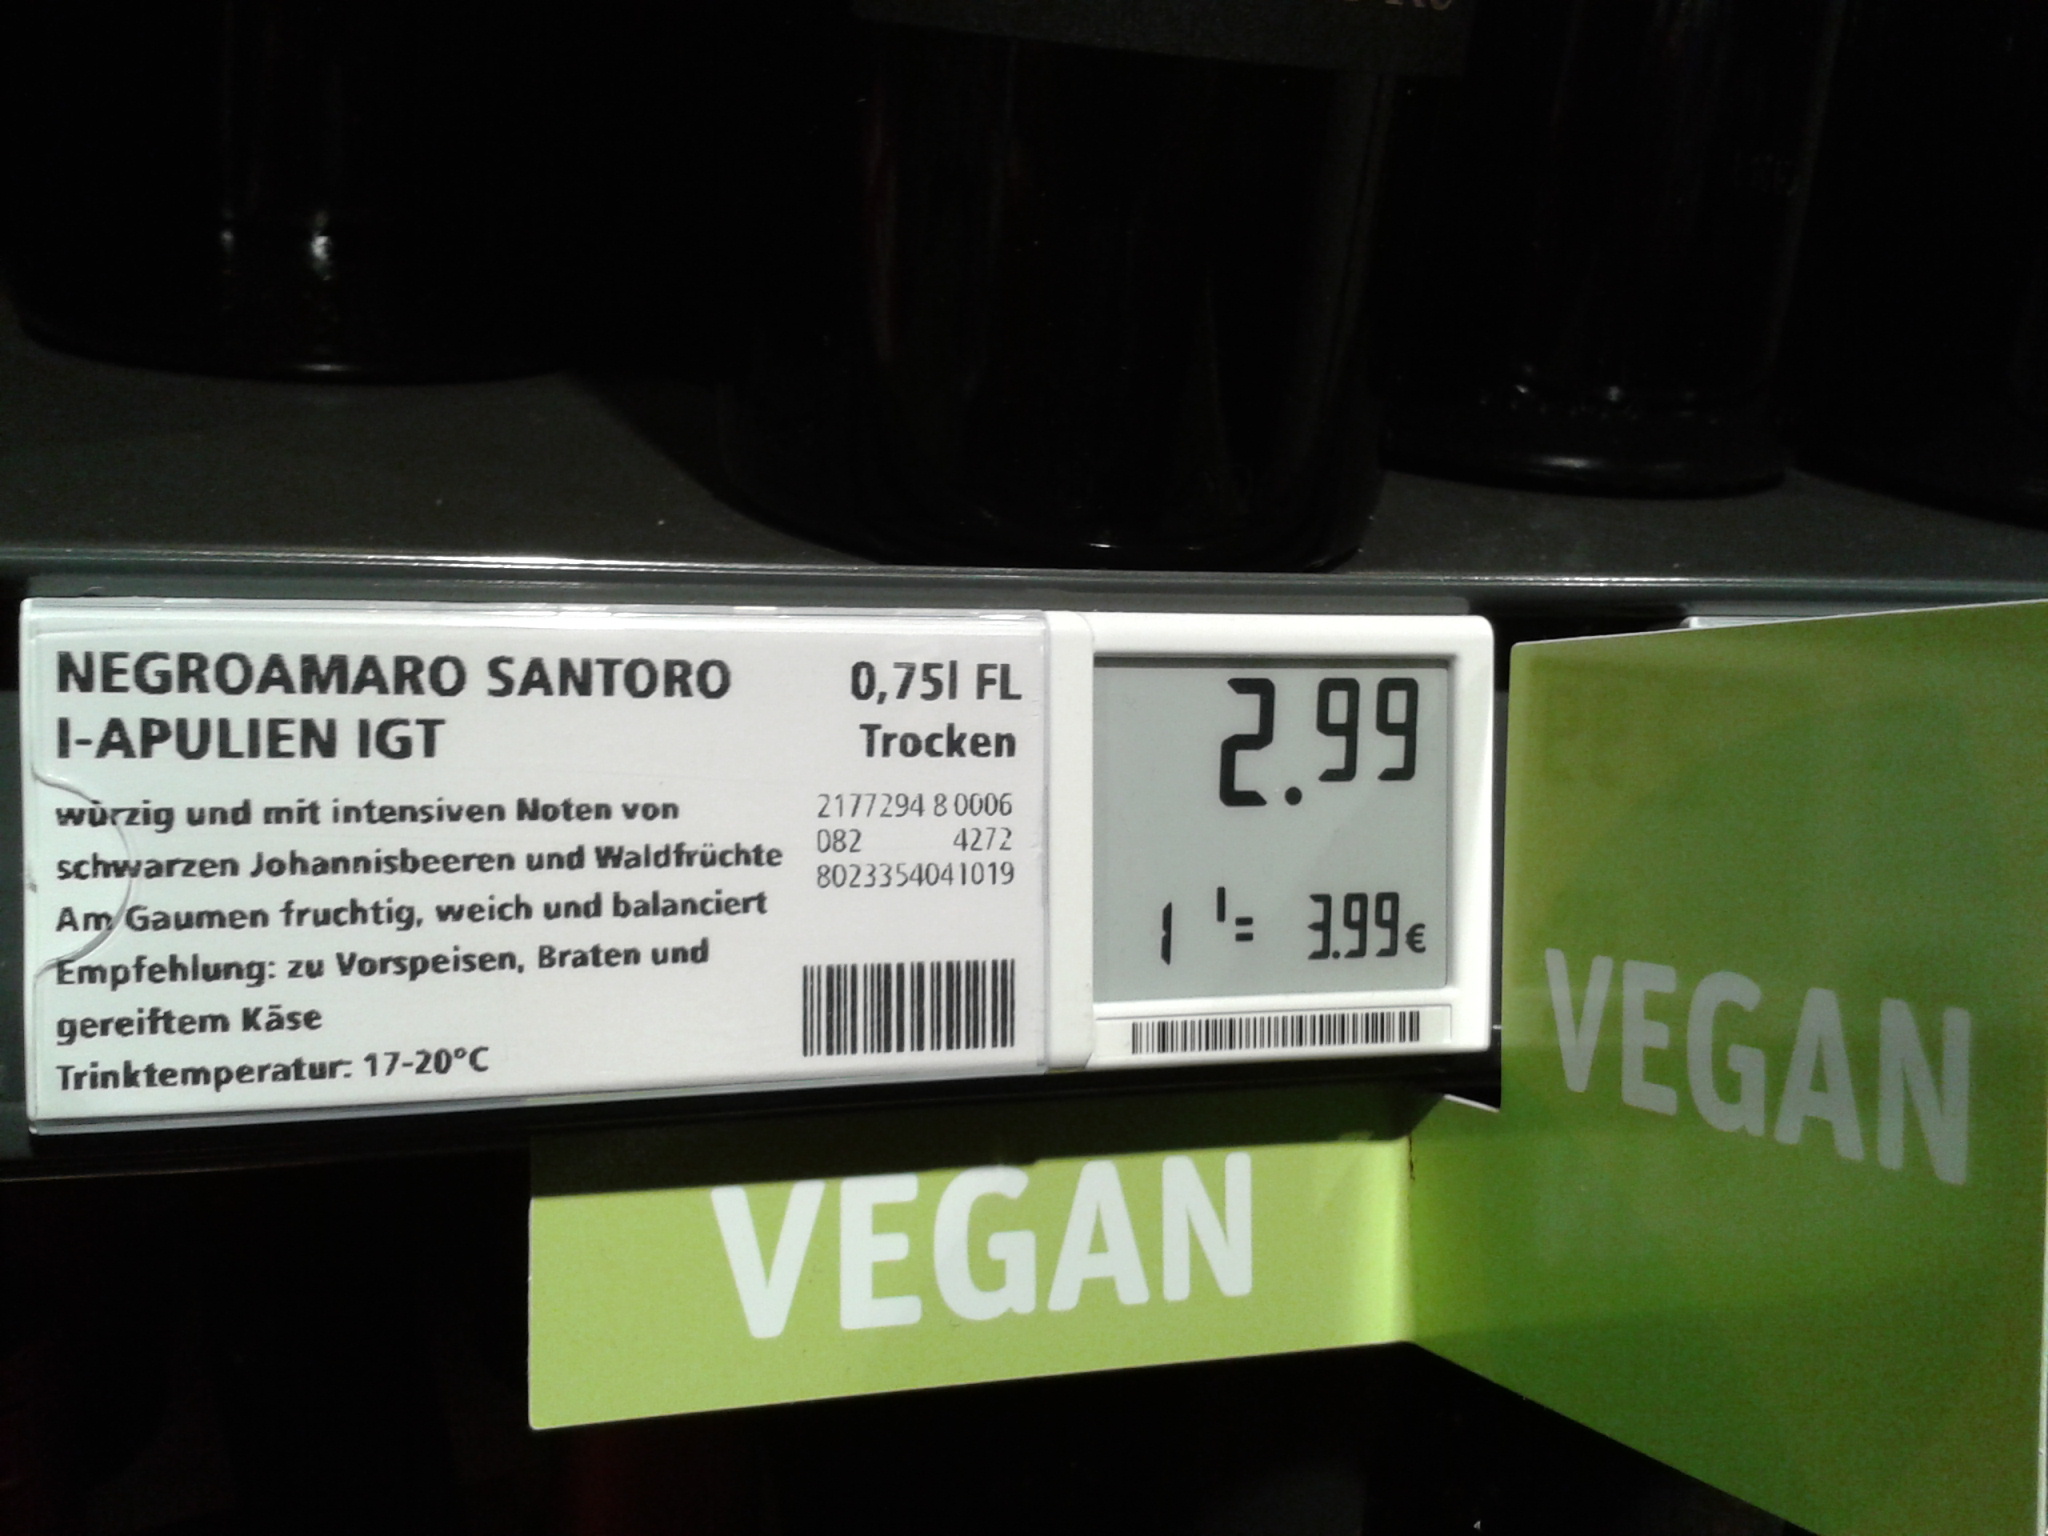 NEGROAMARO SANTORO
I-APULIEN IGT
0,75l FL
Trocken
würzig und mit intensiven Noten von
schwarzen Johannisbeeren und Waldfrüchte
Am Gaumen fruchtig, weich und balanciert
Empfehlung: zu Vorspeisen, Braten und
gereiftem Käse
Trinktemperatur: 17-20°C
2177294 8 0006
082 4272
8023354041019
2.99
1 l = 3.99€
VEGAN
VEGAN